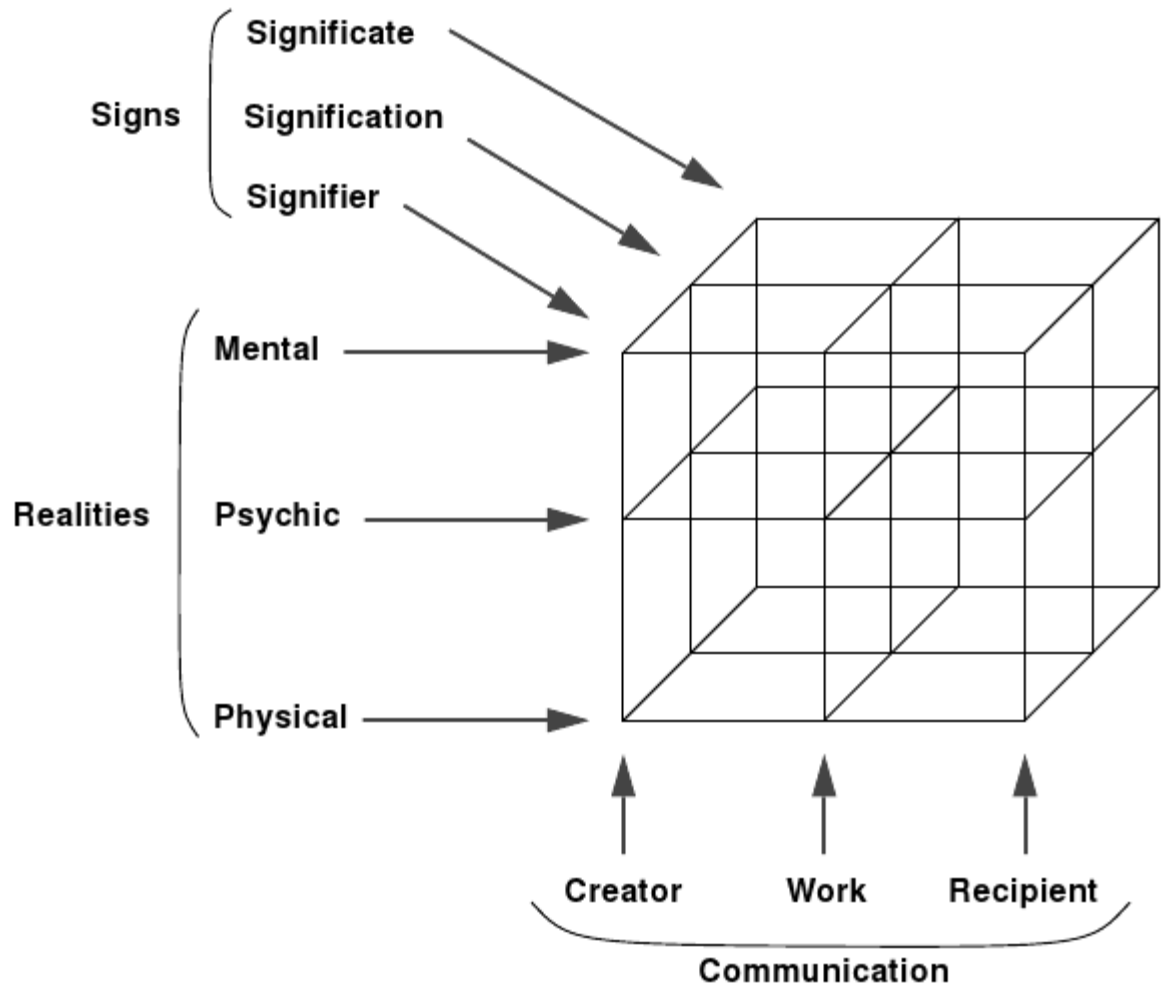 Significate
Signs
Signification
Signifier
Mental
Realities
Psychic
Physical
Creator
Work
Recipient
Communication